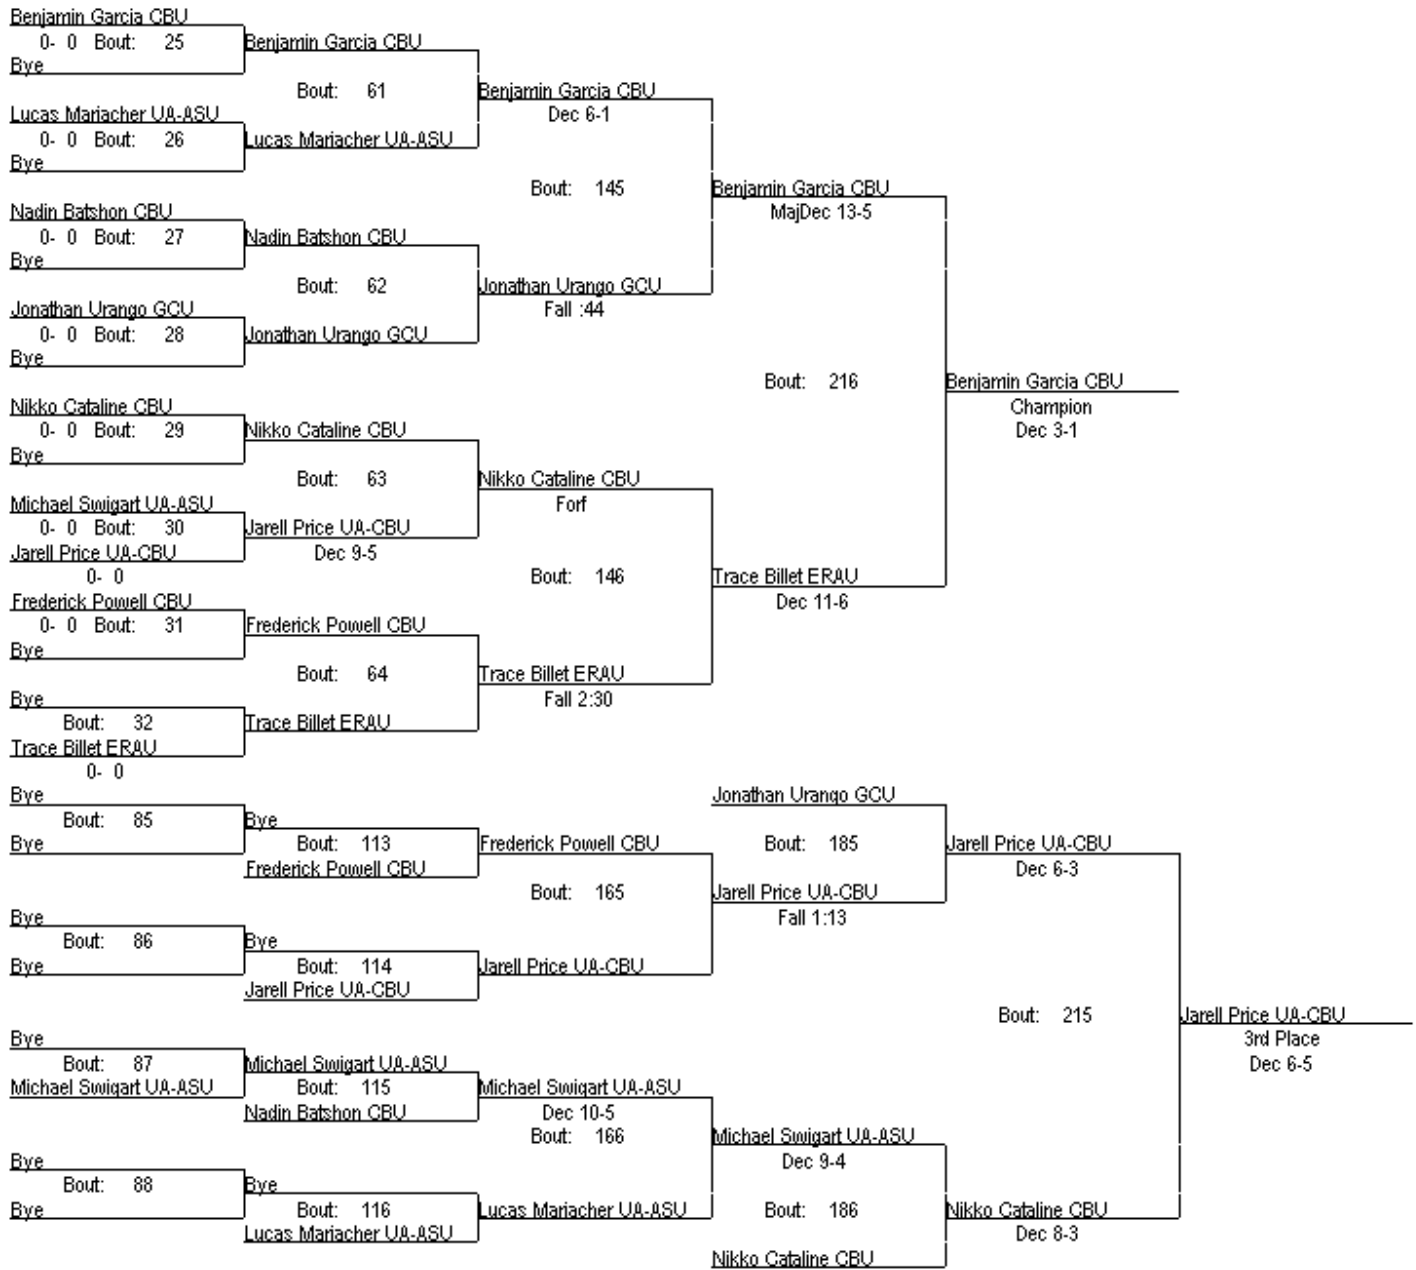 Benjamin Garcia CBU
0- 0 Bout: 25
Benjamin Garcia CBU
Bye
Bout: 61
Benjamin Garcia CBU
Dec 6-1
Lucas Mariacher UA-ASU
0- 0 Bout: 26
Lucas Mariacher UA-ASU
Bye
Bout: 145
Benjamin Garcia CBU
MajDec 13-5
Nadin Batshon CBU
0- 0 Bout: 27
Nadin Batshon CBU
Bye
Bout: 62
Jonathan Urango GCU
Fall :44
Jonathan Urango GCU
0- 0 Bout: 28
Jonathan Urango GCU
Bye
Bout: 216
Benjamin Garcia CBU
Champion
Dec 3-1
Nikko Cataline CBU
0- 0 Bout: 29
Nikko Cataline CBU
Bye
Bout: 63
Nikko Cataline CBU
Forf
Michael Swigart UA-ASU
0- 0 Bout: 30
Jarell Price UA-CBU
Dec 9-5
Jarell Price UA-CBU
0- 0
Bout: 146
Trace Billet ERAU
Dec 11-6
Frederick Powell CBU
0- 0 Bout: 31
Frederick Powell CBU
Bye
Bout: 64
Trace Billet ERAU
Fall 2:30
Bye
Bout: 32
Trace Billet ERAU
Trace Billet ERAU
0- 0
Bye
Bout: 85
Bye
Bye
Bout: 113
Frederick Powell CBU
Frederick Powell CBU
Jonathan Urango GCU
Bout: 185
Jarell Price UA-CBU
Dec 6-3
Bout: 165
Jarell Price UA-CBU
Fall 1:13
Bye
Bout: 86
Bye
Bye
Bout: 114
Jarell Price UA-CBU
Jarell Price UA-CBU
Bout: 215
Jarell Price UA-CBU
3rd Place
Dec 6-5
Bye
Bout: 87
Michael Swigart UA-ASU
Michael Swigart UA-ASU
Bout: 115
Nadin Batshon CBU
Michael Swigart UA-ASU
Dec 10-5
Bout: 166
Michael Swigart UA-ASU
Dec 9-4
Bye
Bout: 88
Bye
Bye
Bout: 116
Lucas Mariacher UA-ASU
Lucas Mariacher UA-ASU
Bout: 186
Nikko Cataline CBU
Dec 8-3
Nikko Cataline CBU